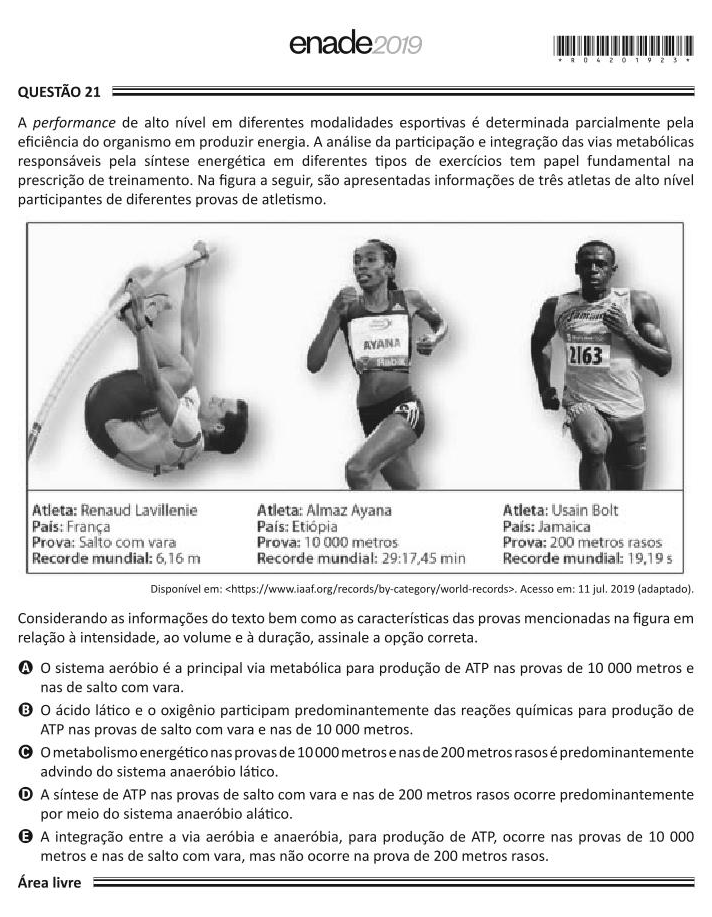 enade2019
* R 0 4 2 0 1 9 2 3 *
QUESTÃO 21
A performance de alto nível em diferentes modalidades esportivas é determinada parcialmente pela
eficiência do organismo em produzir energia. A análise da participação e integração das vias metabólicas
responsáveis pela síntese energética em diferentes tipos de exercícios tem papel fundamental na
prescrição de treinamento. Na figura a seguir, são apresentadas informações de três atletas de alto nível
participantes de diferentes provas de atletismo.
AYANA
Rabat
Jamaica
2163
Atleta: Renaud Lavillenie
País: França
Prova: Salto com vara
Recorde mundial: 6,16 m
Atleta: Almaz Ayana
País: Etiópia
Prova: 10 000 metros
Recorde mundial: 29:17,45 min
Atleta: Usain Bolt
País: Jamaica
Prova: 200 metros rasos
Recorde mundial: 19,19 s
Disponível em: <https://www.iaaf.org/records/by-category/world-records>. Acesso em: 11 jul. 2019 (adaptado).
Considerando as informações do texto bem como as características das provas mencionadas na figura em
relação à intensidade, ao volume e à duração, assinale a opção correta.
A O sistema aeróbio é a principal via metabólica para produção de ATP nas provas de 10 000 metros e
nas de salto com vara.
B O ácido lático e o oxigênio participam predominantemente das reações químicas para produção de
ATP nas provas de salto com vara e nas de 10 000 metros.
C O metabolismo energético nas provas de 10 000 metros e nas de 200 metros rasos é predominantemente
advindo do sistema anaeróbio lático.
D A síntese de ATP nas provas de salto com vara e nas de 200 metros rasos ocorre predominantemente
por meio do sistema anaeróbio alático.
E A integração entre a via aeróbia e anaeróbia, para produção de ATP, ocorre nas provas de 10 000
metros e nas de salto com vara, mas não ocorre na prova de 200 metros rasos.
Área livre